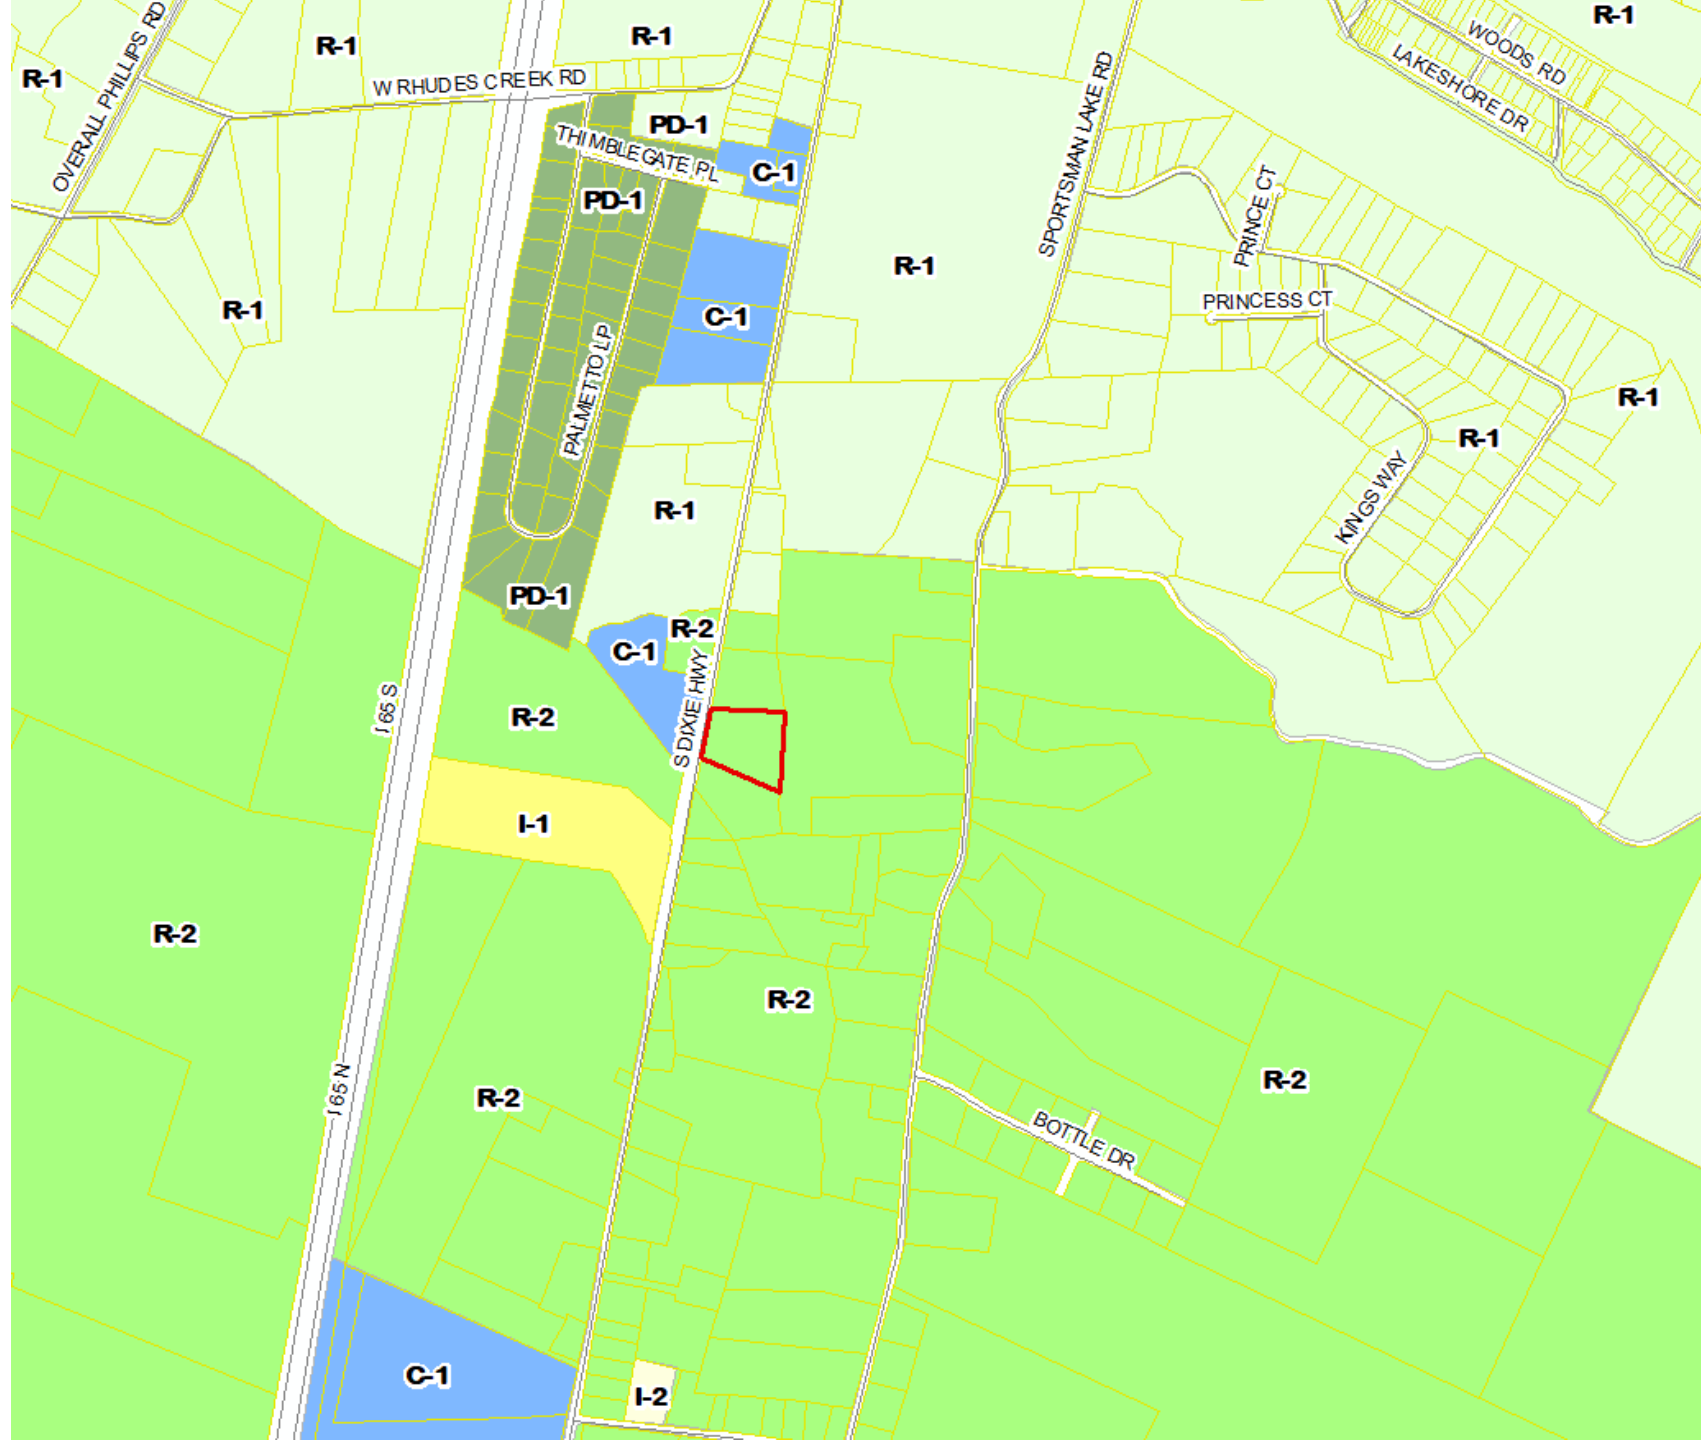 R-1
WOODS RD
R-1
R-1
R-1
LAKESHORE DR
W RHUDES CREEK RD
OVERALL PHILLIPS RD
SPORTSMAN LAKE RD
PD-1
THIMBLEGATE PL
C-1
PD-1
PRINCE CT
R-1
PRINCESS CT
R-1
C-1
PALMETTO LP
R-1
R-1
KINGS WAY
R-1
PD-1
R-2
C-1
S DIXIE HWY
I 65 S
R-2
I-1
R-2
R-2
R-2
I 65 N
R-2
BOTTLE DR
C-1
I-2